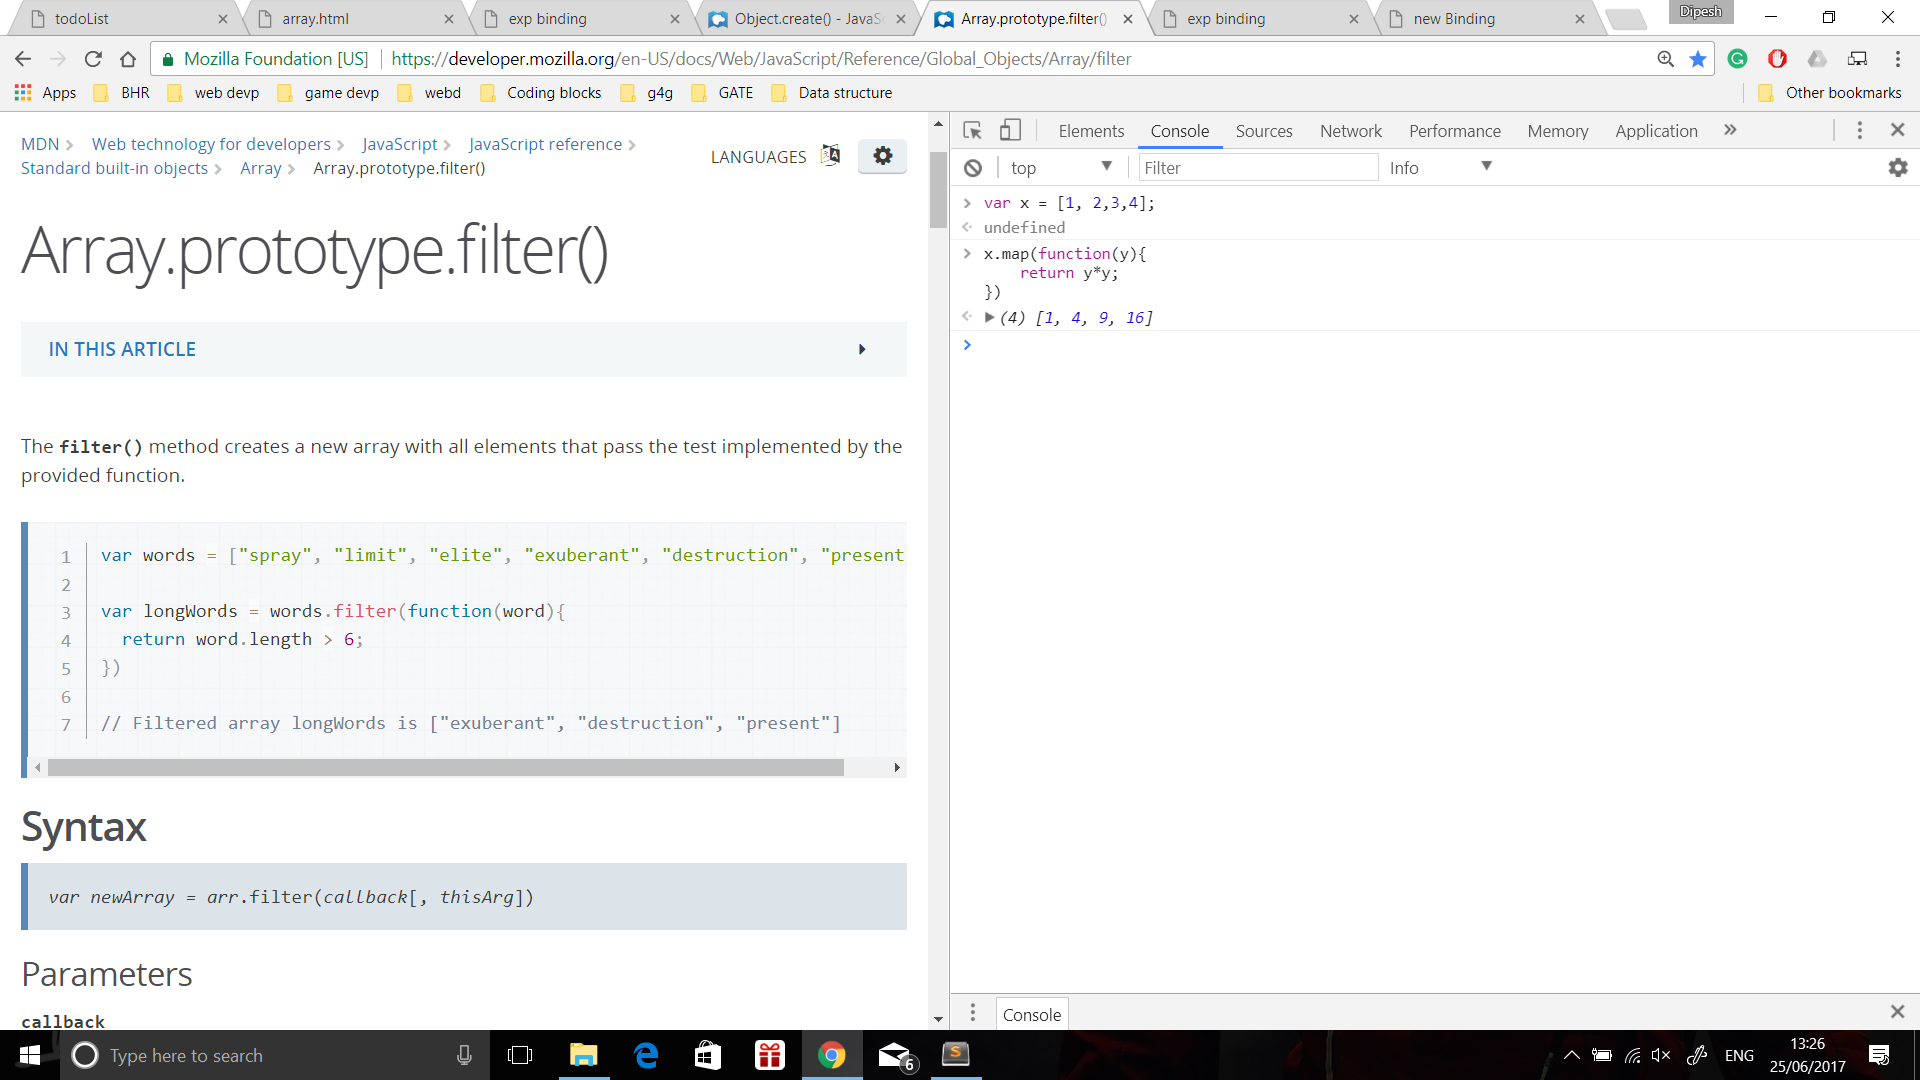 todoList
array.html
exp binding
Object.create() - JavaSc
Array.prototype.filter()
exp binding
new Binding
Dipesh
Mozilla Foundation [US] https://developer.mozilla.org/en-US/docs/Web/JavaScript/Reference/Global_Objects/Array/filter
Apps BHR web devp game devp webd Coding blocks g4g GATE Data structure Other bookmarks
MDN Web technology for developers JavaScript JavaScript reference
Standard built-in objects Array Array.prototype.filter()
LANGUAGES
Array.prototype.filter()
IN THIS ARTICLE
The filter() method creates a new array with all elements that pass the test implemented by the
provided function.
1 var words = ["spray", "limit", "elite", "exuberant", "destruction", "present
2
3 var longWords = words.filter(function(word){
4 return word.length > 6;
5 })
6
7 // Filtered array longWords is ["exuberant", "destruction", "present"]
Syntax
var newArray = arr.filter(callback[, thisArg])
Parameters
callback
Elements Console Sources Network Performance Memory Application »
top Filter Info
> var x = [1, 2,3,4];
undefined
> x.map(function(y){
return y*y;
})
(4) [1, 4, 9, 16]
>
Console
Type here to search
6
S
ENG
13:26
25/06/2017